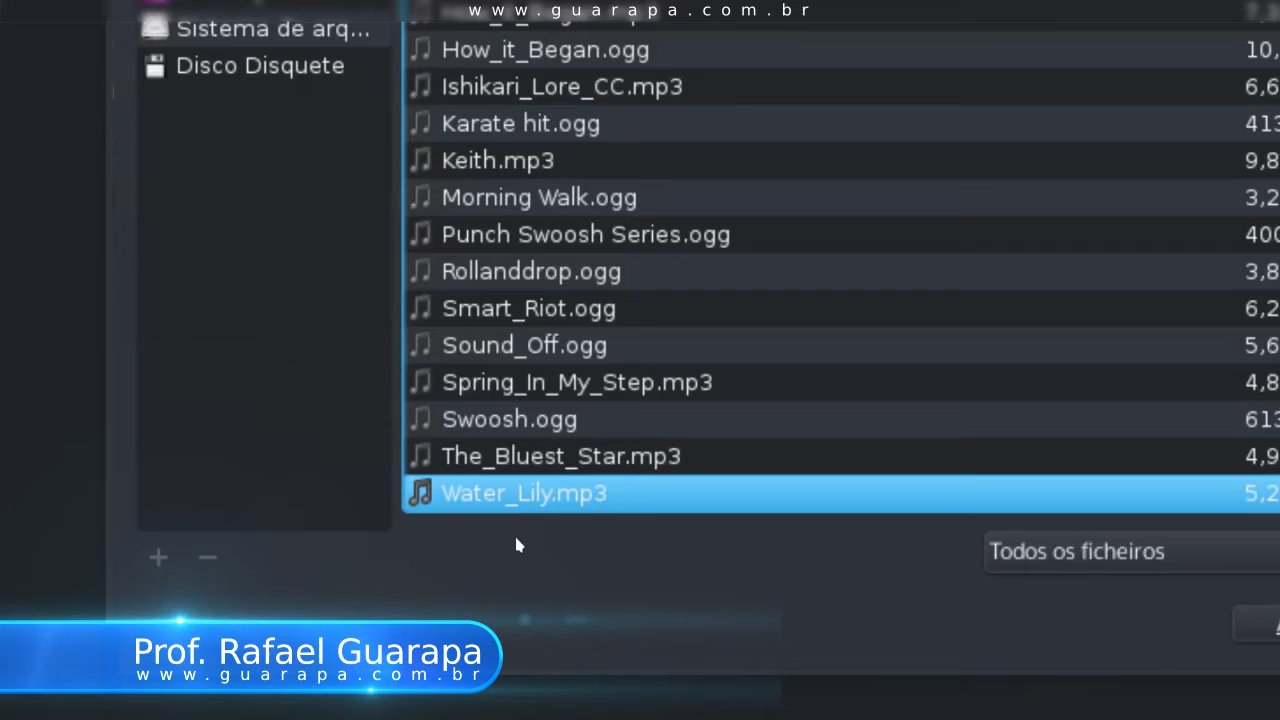 www.guarapa.com.br
Sistema de arq...
Disco Disquete
How_it_Began.ogg 10,
Ishikari_Lore_CC.mp3 6,6
Karate hit.ogg 413
Keith.mp3 9,8
Morning Walk.ogg 3,2
Punch Swoosh Series.ogg 400
Rollanddrop.ogg 3,8
Smart_Riot.ogg 6,2
Sound_Off.ogg 5,6
Spring_In_My_Step.mp3 4,8
Swoosh.ogg 613
The_Bluest_Star.mp3 4,9
Water_Lily.mp3 5,2
Todos os ficheiros
Prof. Rafael Guarapa
www.guarapa.com.br